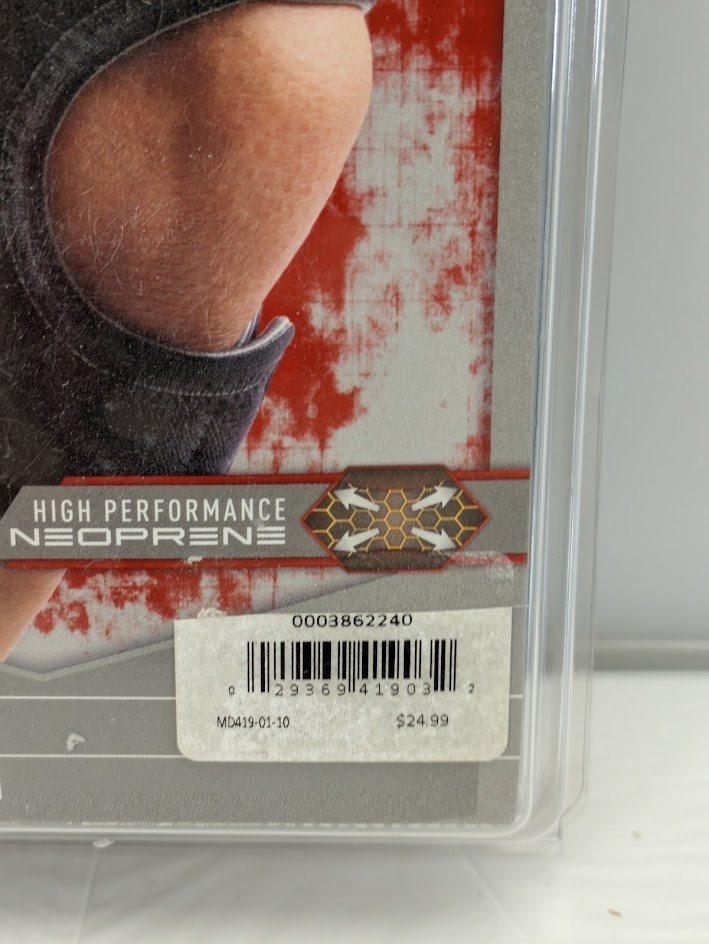 HIGH PERFORMANCE
NEOPRENE
0003862240
0 29369 41903 2
MD419-01-10 $24.99